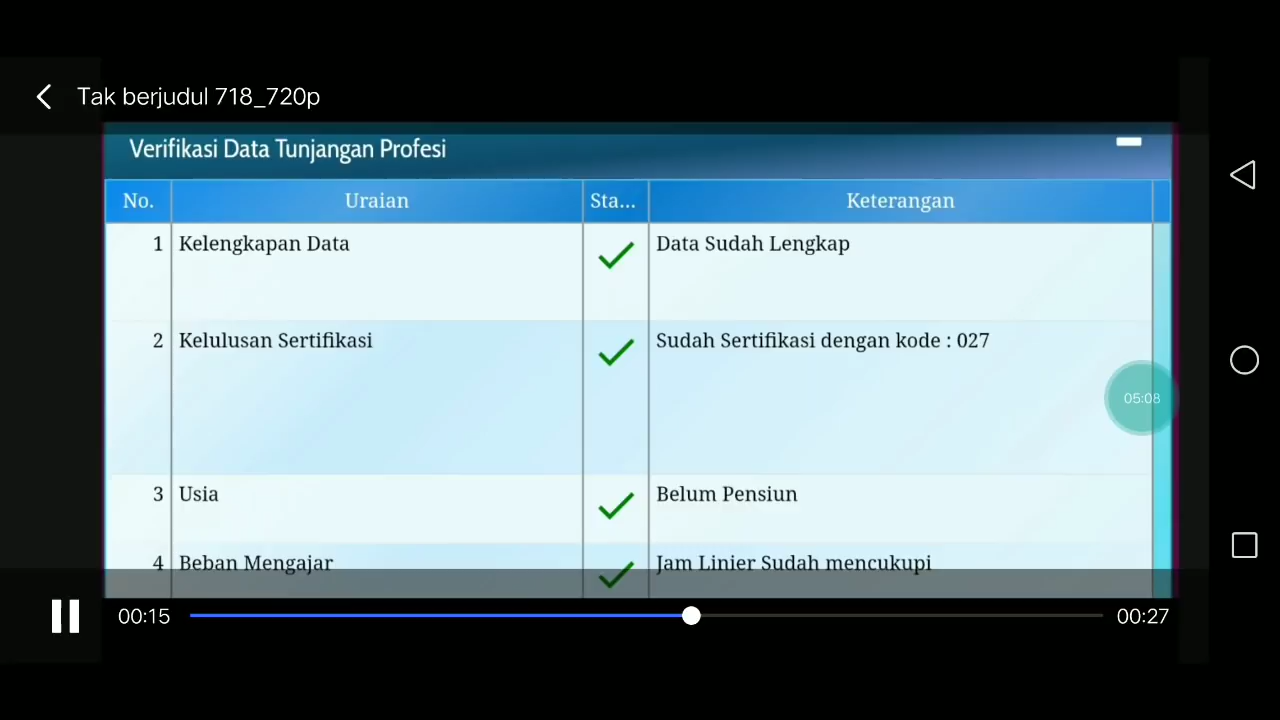 Tak berjudul 718_720p
Verifikasi Data Tunjangan Profesi
No. Uraian Sta... Keterangan
1 Kelengkapan Data Data Sudah Lengkap
2 Kelulusan Sertifikasi Sudah Sertifikasi dengan kode : 027
05:08
3 Usia Belum Pensiun
4 Beban Mengajar Jam Linier Sudah mencukupi
00:15 00:27